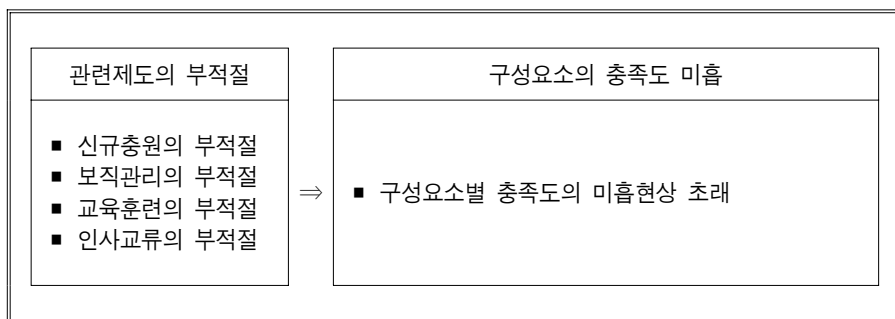 관련제도의 부적절
구성요소의 충족도 미흡
■ 신규충원의 부적절
■ 보직관리의 부적절
■ 교육훈련의 부적절
■ 인사교류의 부적절
⇒
■ 구성요소별 충족도의 미흡현상 초래